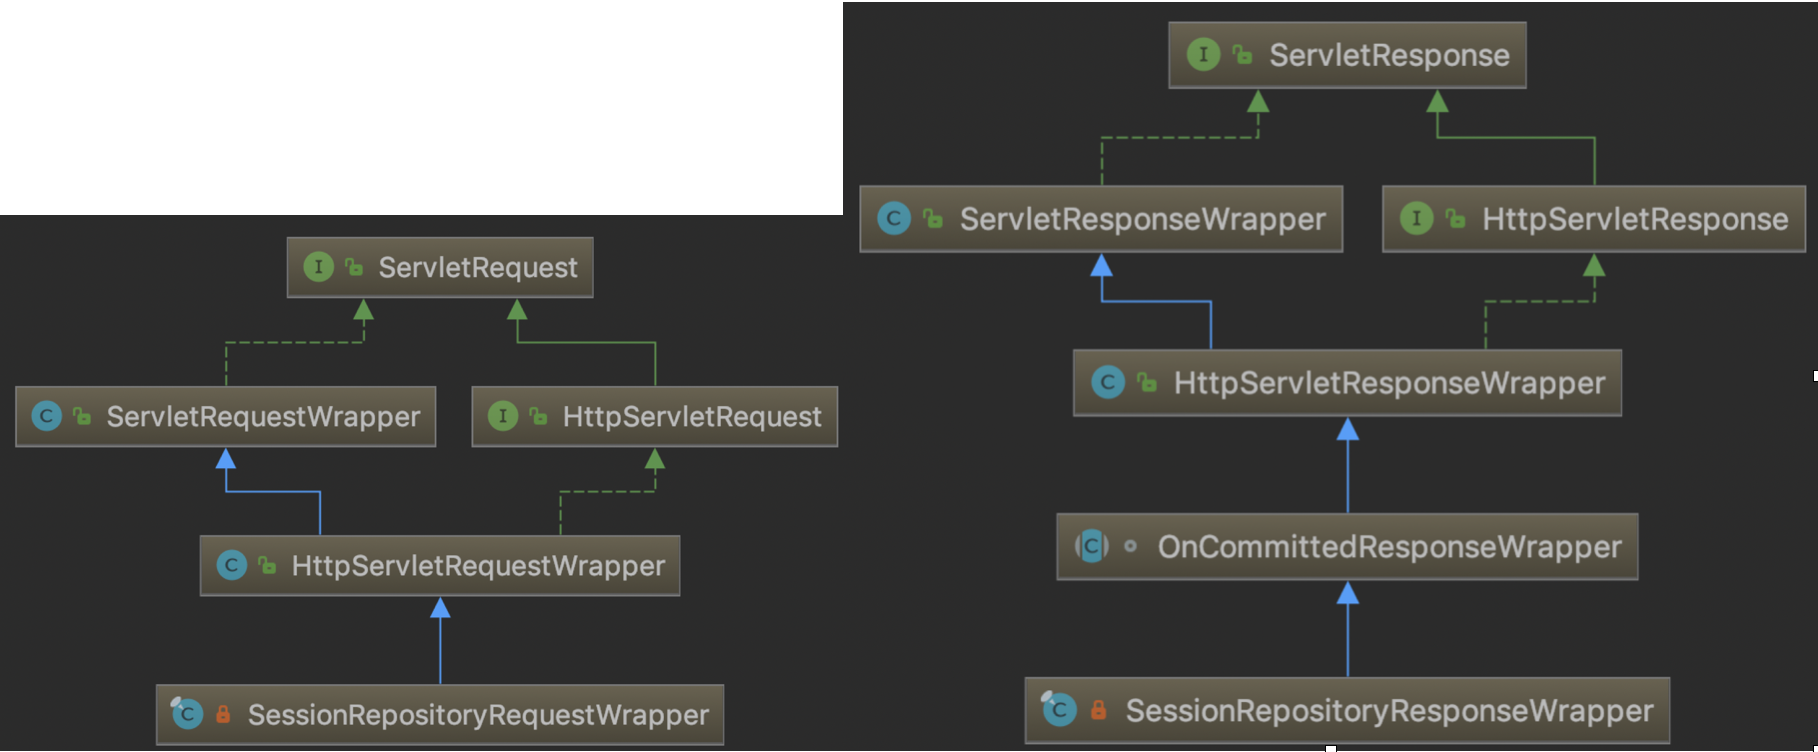 I ServletRequest
C ServletRequestWrapper
I HttpServletRequest
C HttpServletRequestWrapper
C SessionRepositoryRequestWrapper
I ServletResponse
C ServletResponseWrapper
I HttpServletResponse
C HttpServletResponseWrapper
C OnCommittedResponseWrapper
C SessionRepositoryResponseWrapper